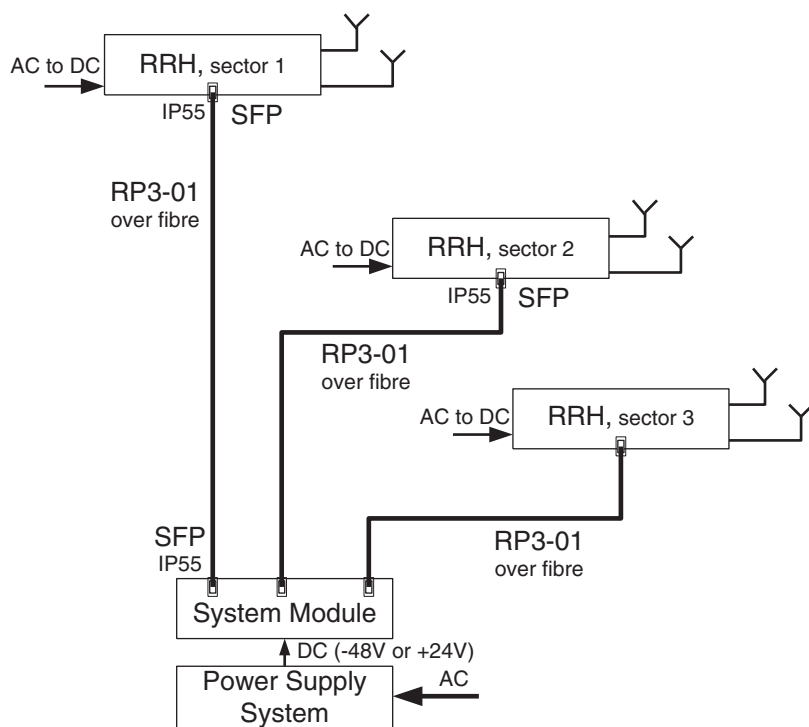 AC to DC
RRH, sector 1
IP55 SFP
RP3-01
over fibre
AC to DC
RRH, sector 2
IP55 SFP
RP3-01
over fibre
AC to DC
RRH, sector 3
RP3-01
over fibre
SFP
IP55
System Module
DC (-48V or +24V)
Power Supply
System
AC